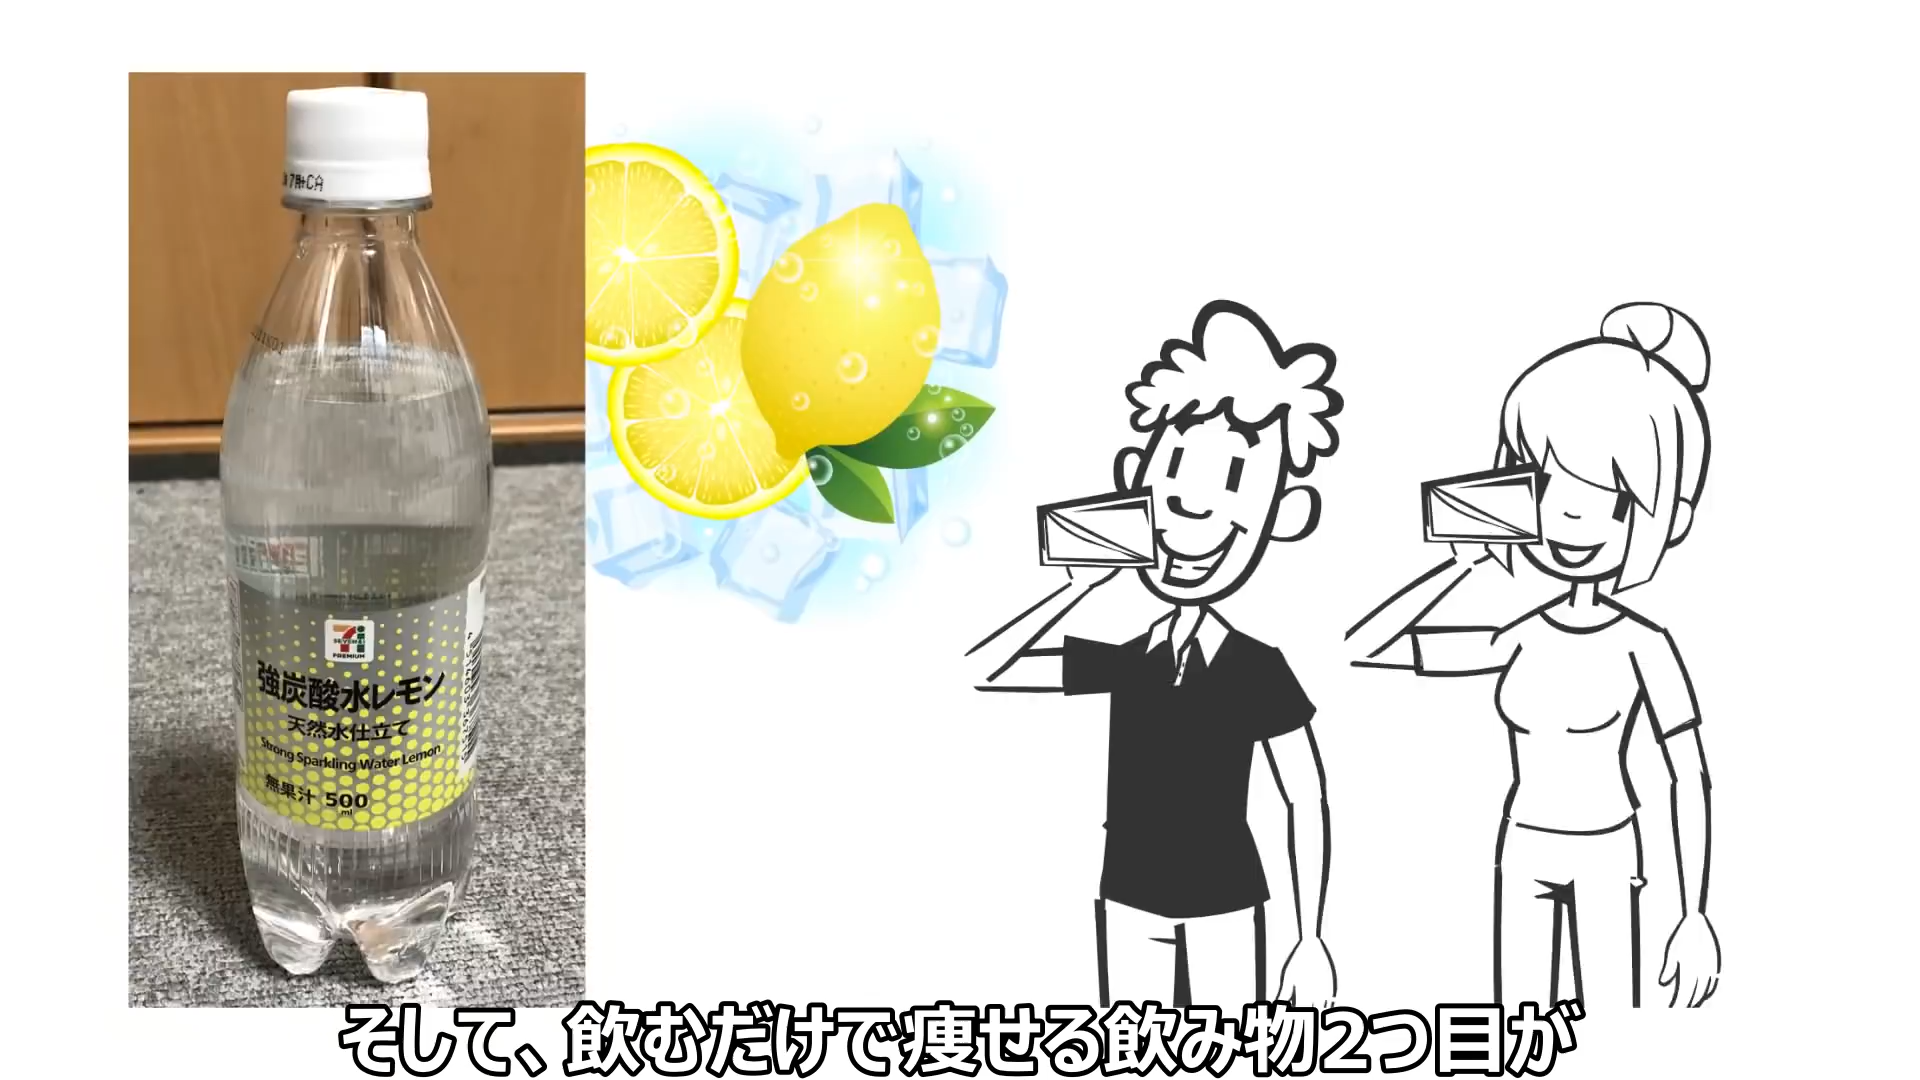 7月+CA
SEVEN&i
PREMIUM
強炭酸水レモン
天然水仕立て
Strong Sparkling Water Lemon
無果汁 500
ml
そして、飲むだけで痩せる飲み物2つ目が